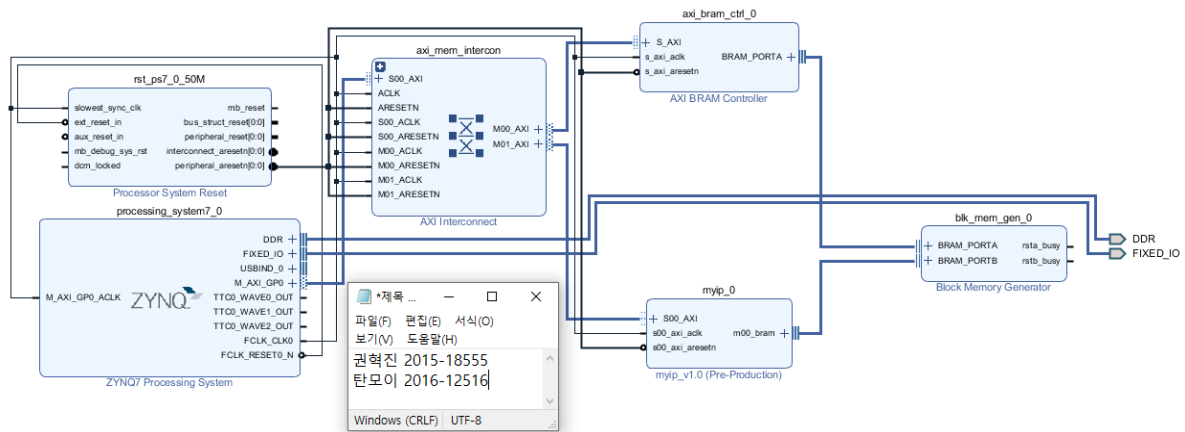 axi_bram_ctrl_0
S_AXI
s_axi_aclk
s_axi_aresetn
BRAM_PORTA
AXI BRAM Controller
axi_mem_intercon
S00_AXI
ACLK
ARESETN
S00_ACLK
S00_ARESETN
M00_ACLK
M00_ARESETN
M01_ACLK
M01_ARESETN
M00_AXI
M01_AXI
AXI Interconnect
rst_ps7_0_50M
slowest_sync_clk
ext_reset_in
aux_reset_in
mb_debug_sys_rst
dcm_locked
mb_reset
bus_struct_reset[0:0]
peripheral_reset[0:0]
interconnect_aresetn[0:0]
peripheral_aresetn[0:0]
Processor System Reset
processing_system7_0
M_AXI_GP0_ACLK
ZYNQ
DDR
FIXED_IO
USBIND_0
M_AXI_GP0
TTC0_WAVE0_OUT
TTC0_WAVE1_OUT
TTC0_WAVE2_OUT
FCLK_CLK0
FCLK_RESET0_N
ZYNQ7 Processing System
*제목 ...
파일(F) 편집(E) 서식(O)
보기(V) 도움말(H)
권혁진 2015-18555
탄모이 2016-12516
Windows (CRLF) UTF-8
myip_0
S00_AXI
s00_axi_aclk
s00_axi_aresetn
m00_bram
myip_v1.0 (Pre-Production)
blk_mem_gen_0
BRAM_PORTA
BRAM_PORTB
rsta_busy
rstb_busy
Block Memory Generator
DDR
FIXED_IO